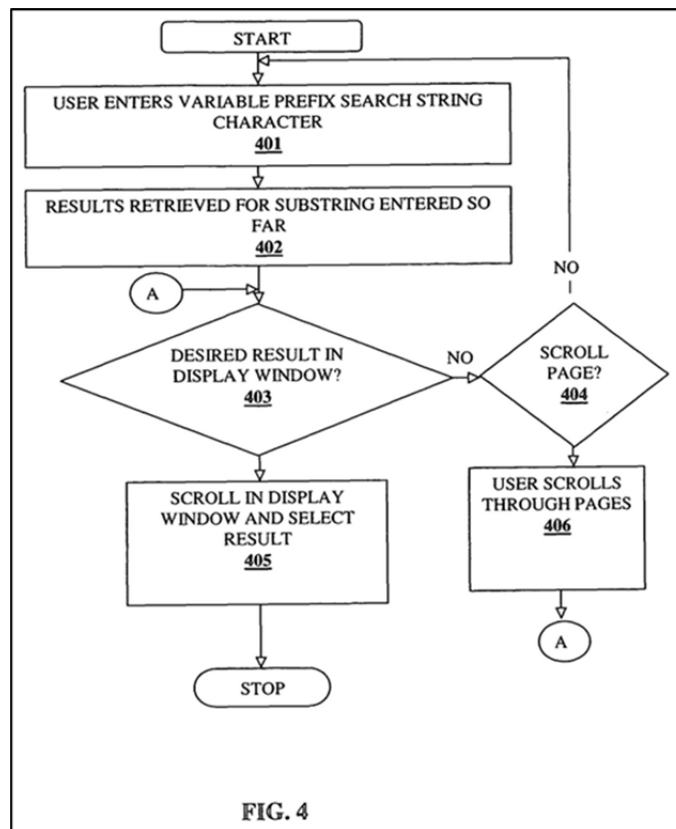 START
USER ENTERS VARIABLE PREFIX SEARCH STRING
CHARACTER
401
RESULTS RETRIEVED FOR SUBSTRING ENTERED SO
FAR
402
A
NO
DESIRED RESULT IN
DISPLAY WINDOW?
403
NO
SCROLL
PAGE?
404
SCROLL IN DISPLAY
WINDOW AND SELECT
RESULT
405
USER SCROLLS
THROUGH PAGES
406
A
STOP
FIG. 4